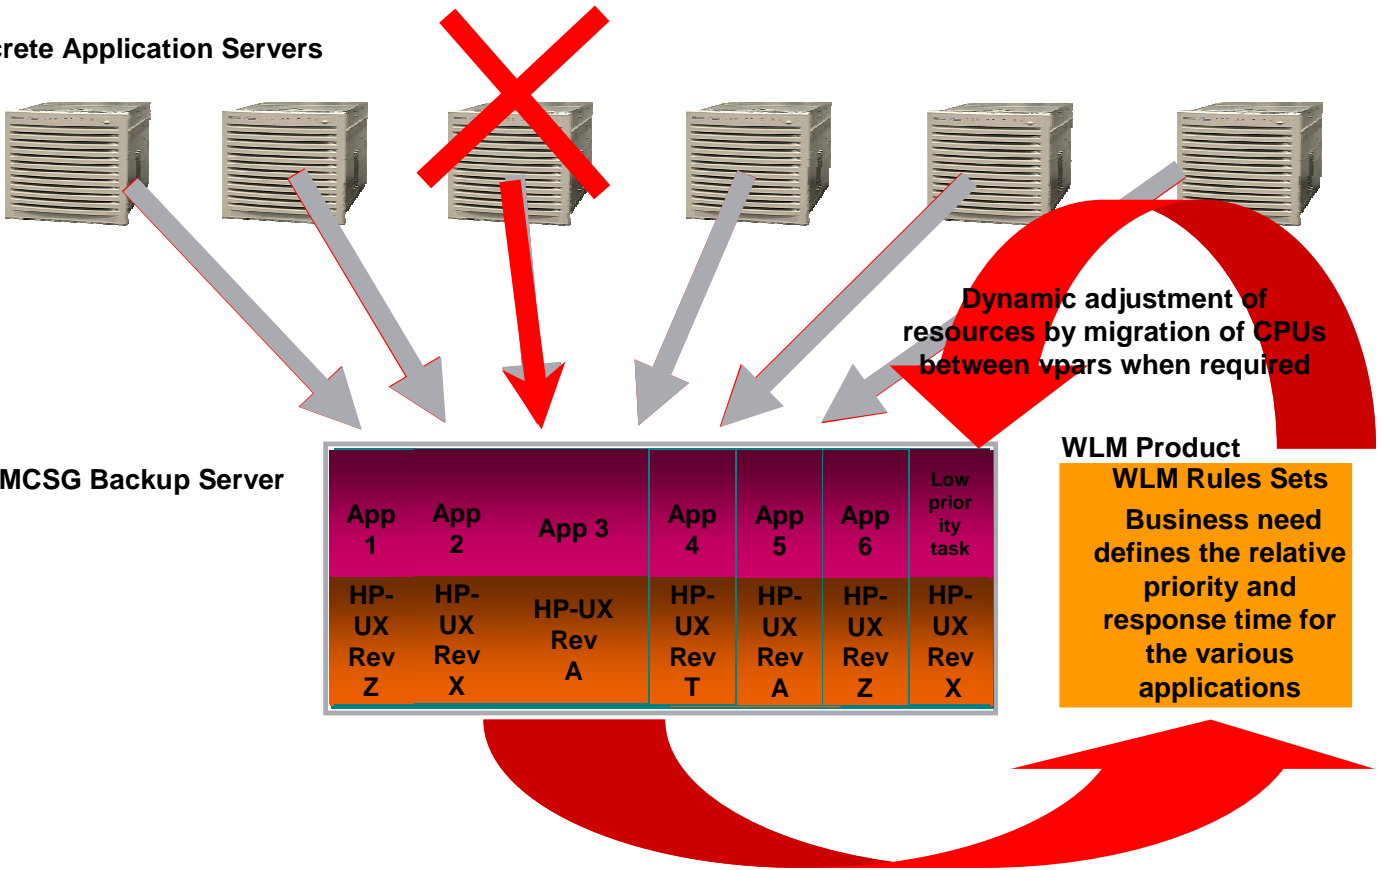 crete Application Servers
Dynamic adjustment of
resources by migration of CPUs
between vpars when required
WLM Product
MCSG Backup Server
App
1
App
2
App 3
App
4
App
5
App
6
Low
prior
ity
task
HP-
UX
Rev
Z
HP-
UX
Rev
X
HP-UX
Rev
A
HP-
UX
Rev
T
HP-
UX
Rev
A
HP-
UX
Rev
Z
HP-
UX
Rev
X
WLM Rules Sets
Business need
defines the relative
priority and
response time for
the various
applications